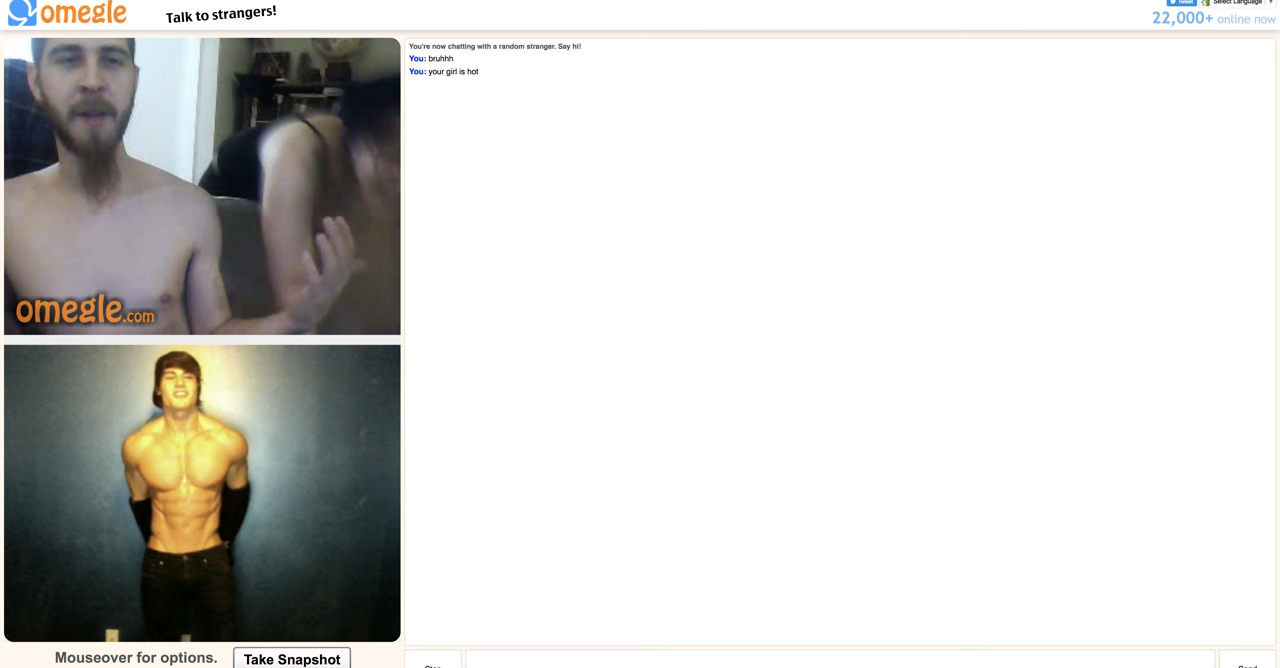 omegle
Talk to strangers!
Tweet
Select Language
22,000+ online now
You're now chatting with a random stranger. Say hi!
You: bruhhh
You: your girl is hot
omegle.com
Mouseover for options.
Take Snapshot